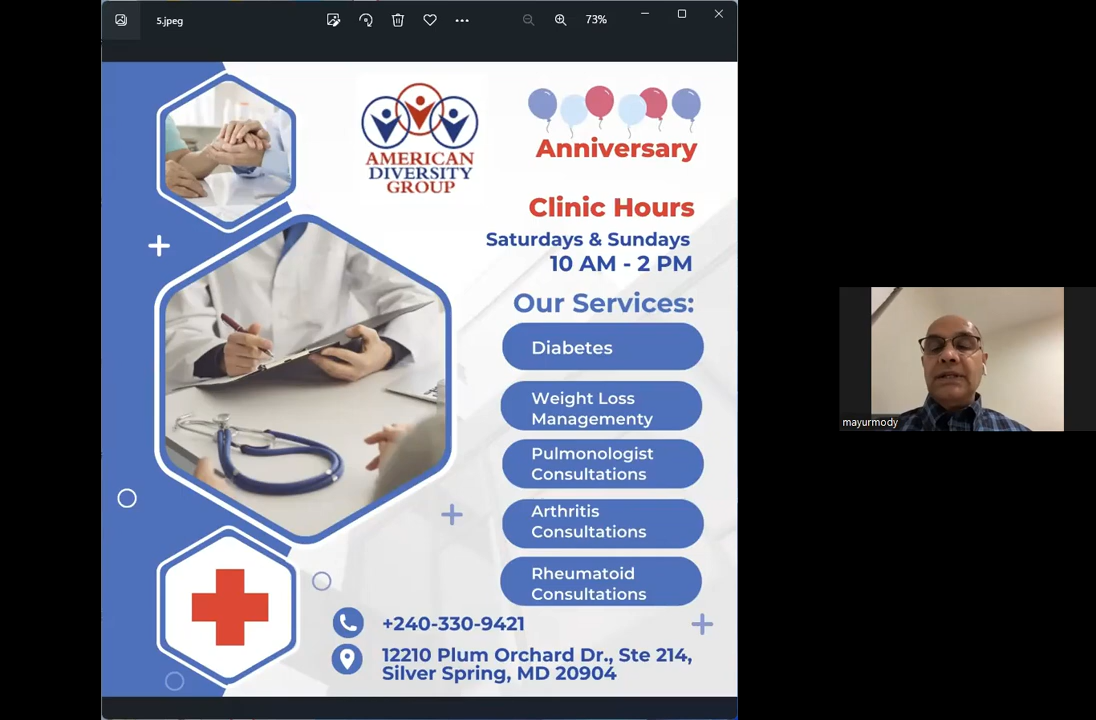 5.jpeg
73%
AMERICAN
DIVERSITY
GROUP
Anniversary
Clinic Hours
Saturdays & Sundays
10 AM - 2 PM
Our Services:
Diabetes
Weight Loss
Managementy
Pulmonologist
Consultations
Arthritis
Consultations
Rheumatoid
Consultations
+240-330-9421
12210 Plum Orchard Dr., Ste 214,
Silver Spring, MD 20904
mayurmody